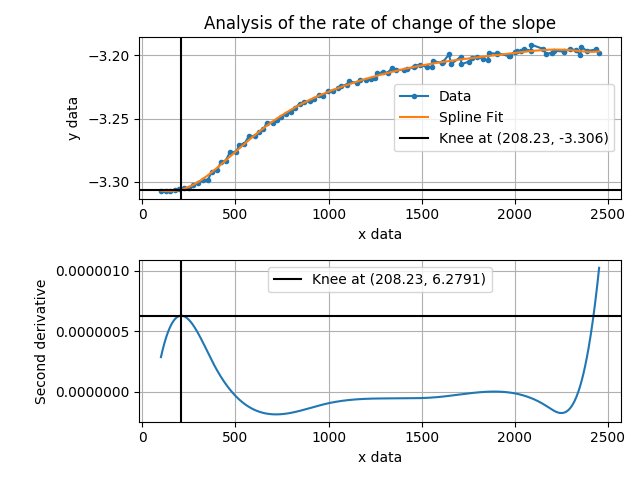 Analysis of the rate of change of the slope
−3.20
−3.25
−3.30
y data
Data
Spline Fit
Knee at (208.23, -3.306)
0 500 1000 1500 2000 2500
x data
Knee at (208.23, 6.2791)
0.0000010
0.0000005
0.0000000
Second derivative
0 500 1000 1500 2000 2500
x data